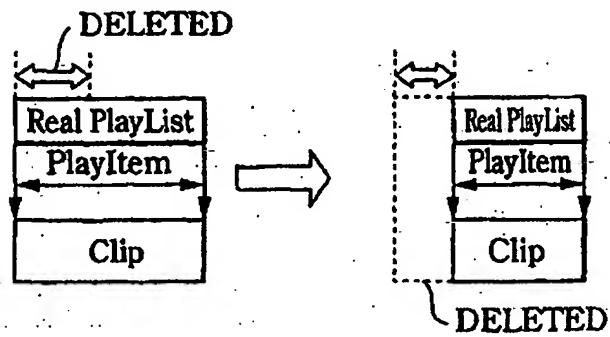 DELETED
Real PlayList
PlayItem
Clip
Real PlayList
PlayItem
Clip
DELETED